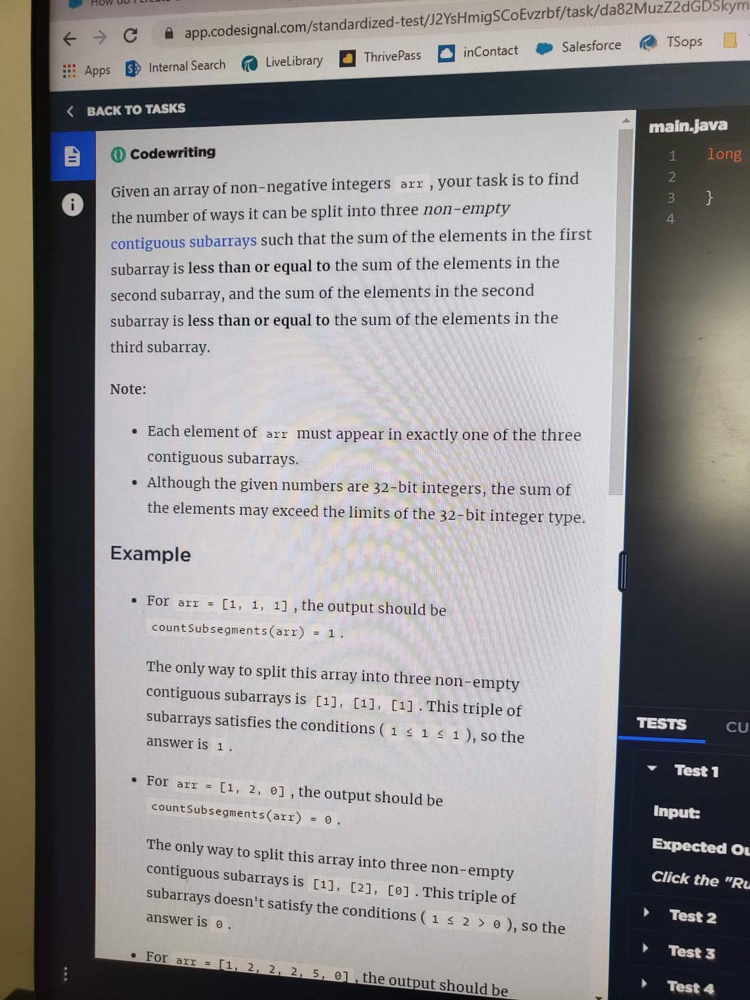 app.codesignal.com/standardized-test/J2YsHmigSCoEvzrbf/task/da82MuzZ2dGDSkym
Apps Internal Search LiveLibrary ThrivePass inContact Salesforce TSops
BACK TO TASKS
Codewriting
Given an array of non-negative integers arr , your task is to find
the number of ways it can be split into three non-empty
contiguous subarrays such that the sum of the elements in the first
subarray is less than or equal to the sum of the elements in the
second subarray, and the sum of the elements in the second
subarray is less than or equal to the sum of the elements in the
third subarray.
Note:
• Each element of arr must appear in exactly one of the three
contiguous subarrays.
• Although the given numbers are 32-bit integers, the sum of
the elements may exceed the limits of the 32-bit integer type.
Example
• For arr = [1, 1, 1] , the output should be
countSubsegments(arr) = 1 .
The only way to split this array into three non-empty
contiguous subarrays is [1], [1], [1] . This triple of
subarrays satisfies the conditions ( 1 ≤ 1 ≤ 1 ), so the
answer is 1 .
• For arr = [1, 2, 0] , the output should be
countSubsegments(arr) = 0 .
The only way to split this array into three non-empty
contiguous subarrays is [1], [2], [0] . This triple of
subarrays doesn't satisfy the conditions ( 1 ≤ 2 > 0 ), so the
answer is 0 .
• For arr = [1, 2, 2, 2, 5, 0] , the output should be
main.java
1 long
2
3 }
4
TESTS CU
Test 1
Input:
Expected Ou
Click the "Ru
Test 2
Test 3
Test 4